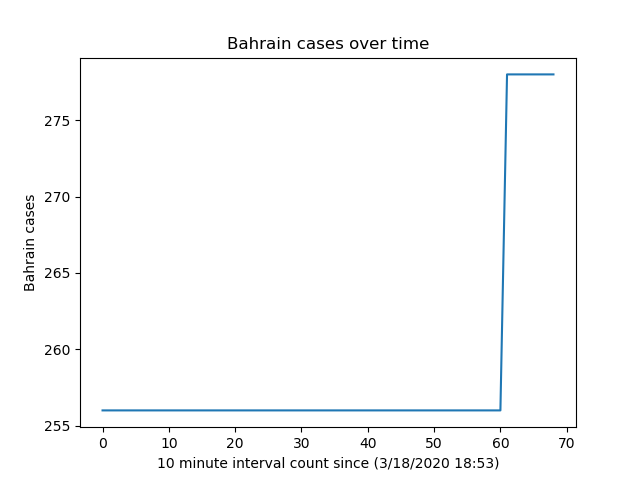 Bahrain cases over time
275
270
265
260
255
Bahrain cases
0 10 20 30 40 50 60 70
10 minute interval count since (3/18/2020 18:53)